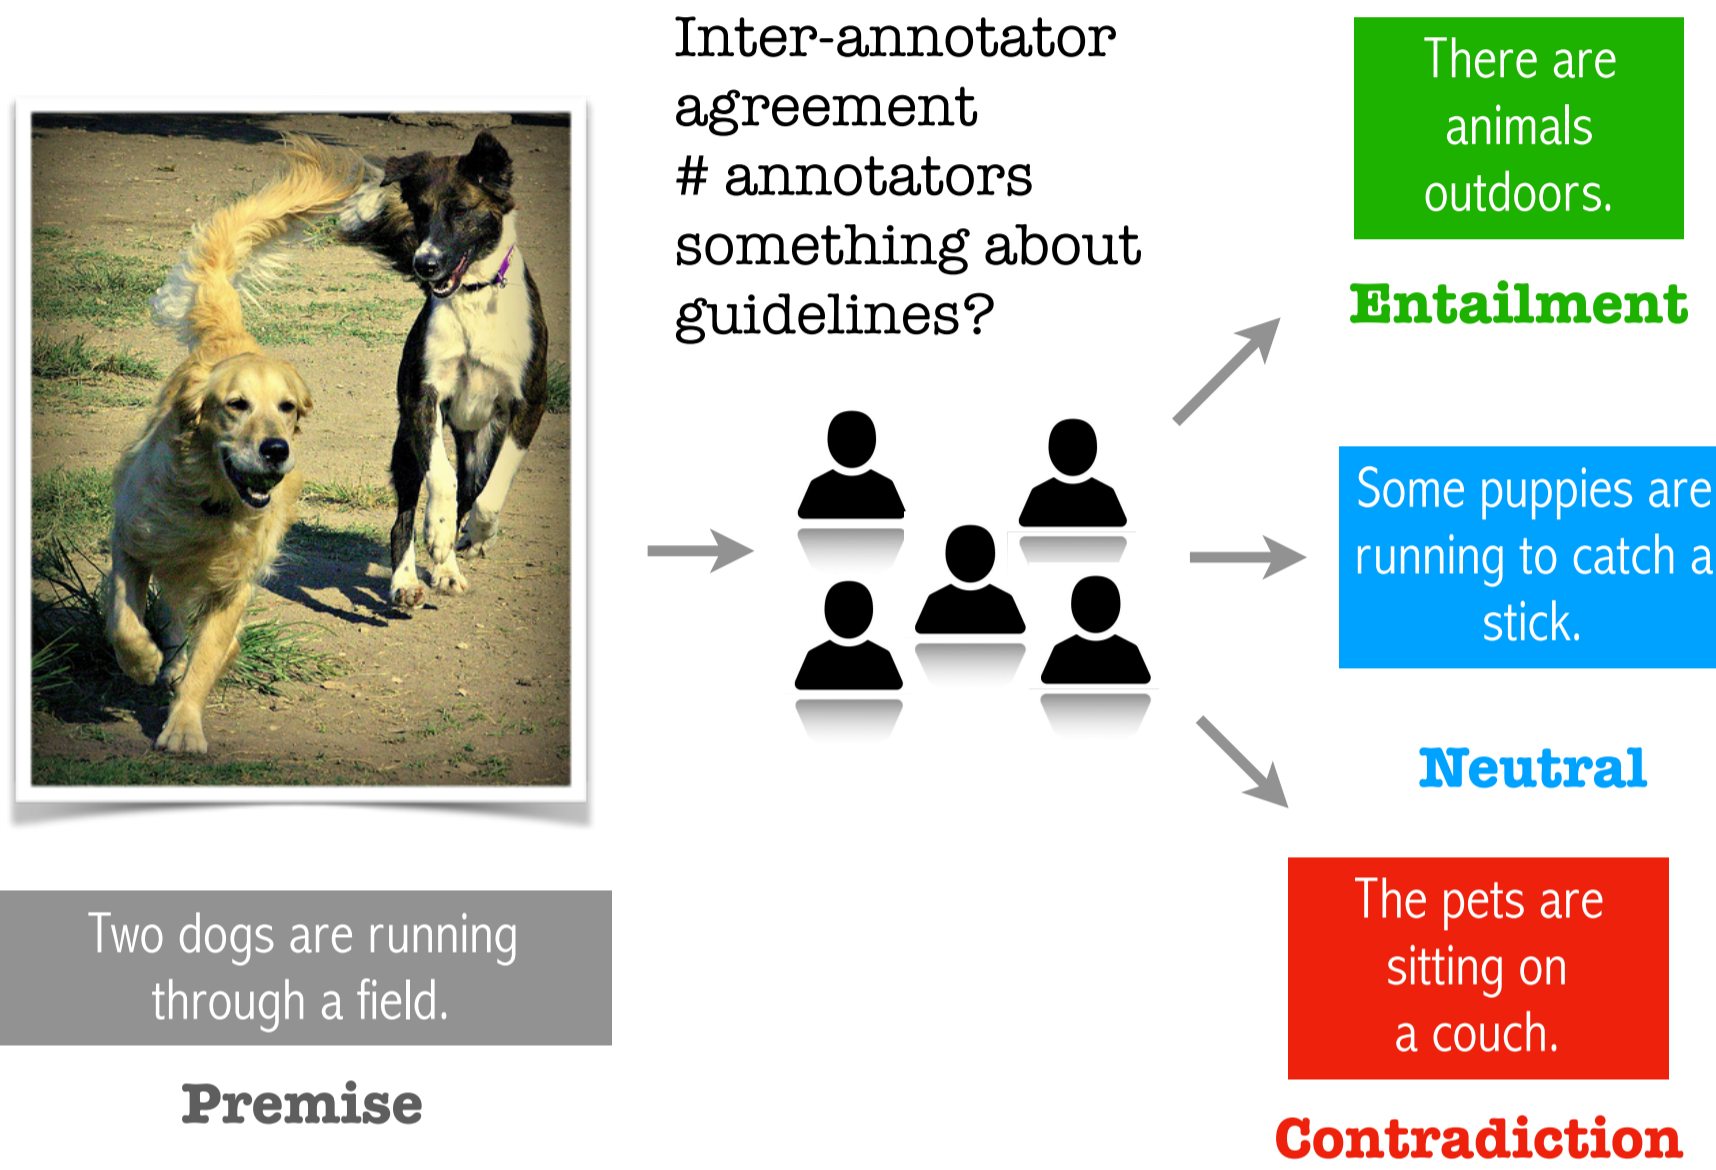 Inter-annotator
agreement
# annotators
something about
guidelines?
There are
animals
outdoors.
Entailment
Some puppies are
running to catch a
stick.
Neutral
Two dogs are running
through a field.
Premise
The pets are
sitting on
a couch.
Contradiction